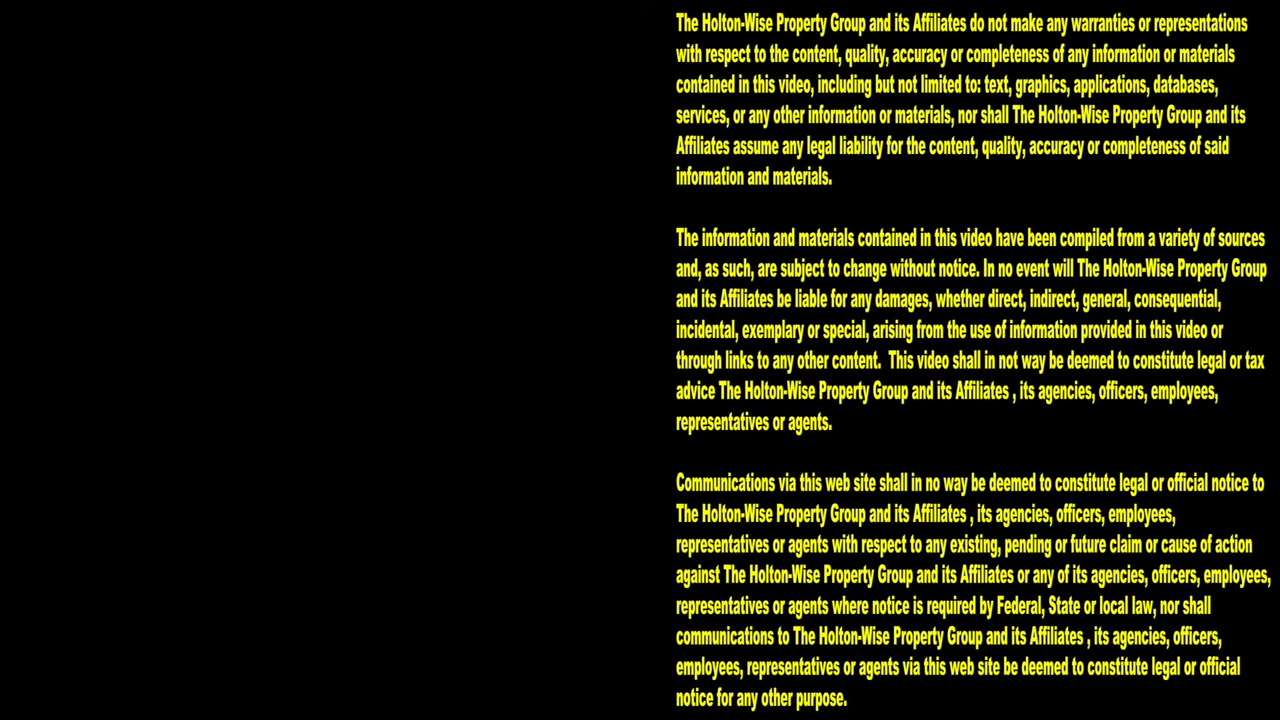 The Holton-Wise Property Group and its Affiliates do not make any warranties or representations
with respect to the content, quality, accuracy or completeness of any information or materials
contained in this video, including but not limited to: text, graphics, applications, databases,
services, or any other information or materials, nor shall The Holton-Wise Property Group and its
Affiliates assume any legal liability for the content, quality, accuracy or completeness of said
information and materials.
The information and materials contained in this video have been compiled from a variety of sources
and, as such, are subject to change without notice. In no event will The Holton-Wise Property Group
and its Affiliates be liable for any damages, whether direct, indirect, general, consequential,
incidental, exemplary or special, arising from the use of information provided in this video or
through links to any other content.  This video shall in not way be deemed to constitute legal or tax
advice The Holton-Wise Property Group and its Affiliates , its agencies, officers, employees,
representatives or agents.
Communications via this web site shall in no way be deemed to constitute legal or official notice to
The Holton-Wise Property Group and its Affiliates , its agencies, officers, employees,
representatives or agents with respect to any existing, pending or future claim or cause of action
against The Holton-Wise Property Group and its Affiliates or any of its agencies, officers, employees,
representatives or agents where notice is required by Federal, State or local law, nor shall
communications to The Holton-Wise Property Group and its Affiliates , its agencies, officers,
employees, representatives or agents via this web site be deemed to constitute legal or official
notice for any other purpose.